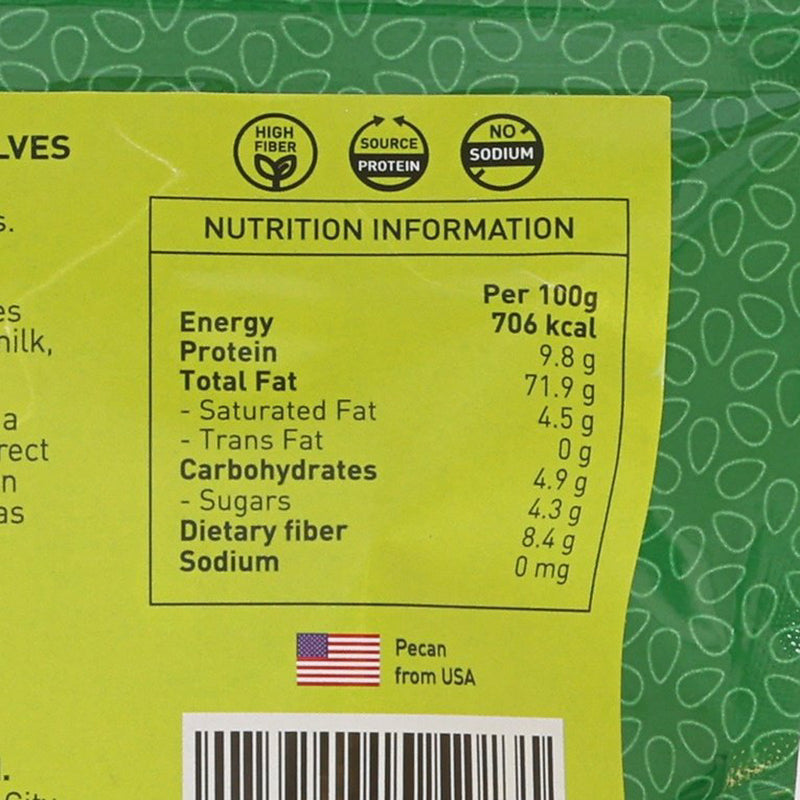 LVES
HIGH
FIBER
SOURCE
PROTEIN
NO
SODIUM
s.
es
milk,
a
rect
n
as
NUTRITION INFORMATION
Per 100g
Energy 706 kcal
Protein 9.8 g
Total Fat 71.9 g
- Saturated Fat 4.5 g
- Trans Fat 0 g
Carbohydrates 4.9 g
- Sugars 4.3 g
Dietary fiber 8.4 g
Sodium 0 mg
Pecan
from USA
City